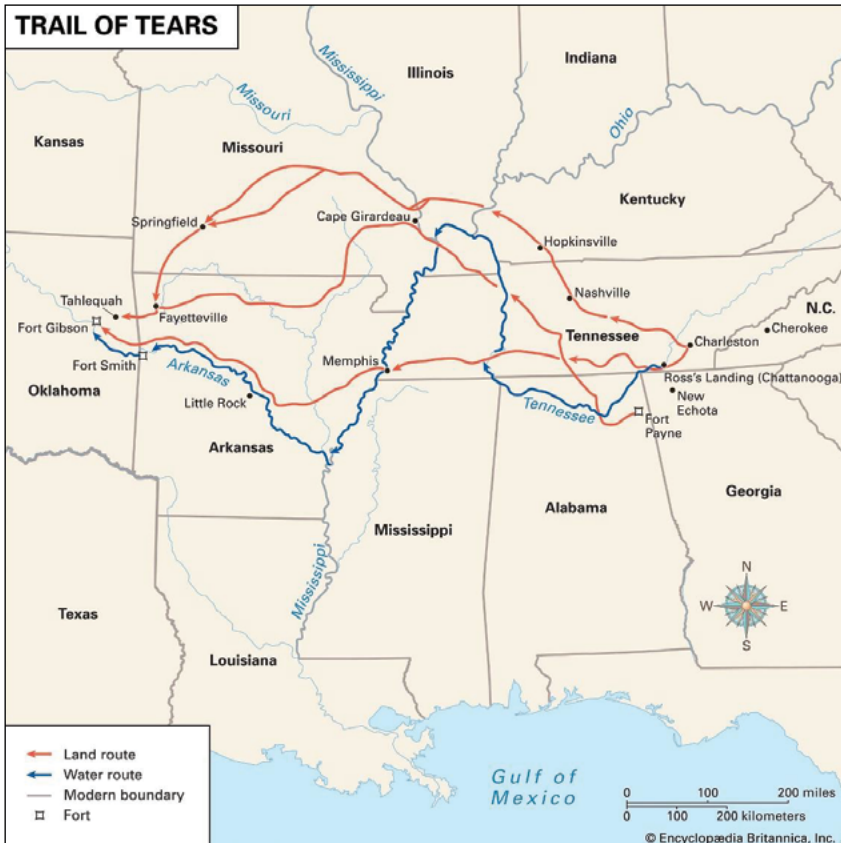 TRAIL OF TEARS
Mississippi
Illinois
Indiana
Missouri
Ohio
Kansas
Missouri
Kentucky
Cape Girardeau
Springfield
Hopkinsville
Tahlequah
Nashville
N.C.
Fort Gibson
Fayetteville
Tennessee
Charleston
Cherokee
Fort Smith
Memphis
Ross's Landing (Chattanooga)
Oklahoma
Arkansas
Little Rock
Tennessee
New
Echota
Fort
Payne
Arkansas
Georgia
Mississippi
Alabama
Mississippi
N
W
E
S
Texas
Louisiana
Land route
Water route
Modern boundary
Fort
Gulf of
Mexico
0 100 200 miles
0 100 200 kilometers
© Encyclopædia Britannica, Inc.